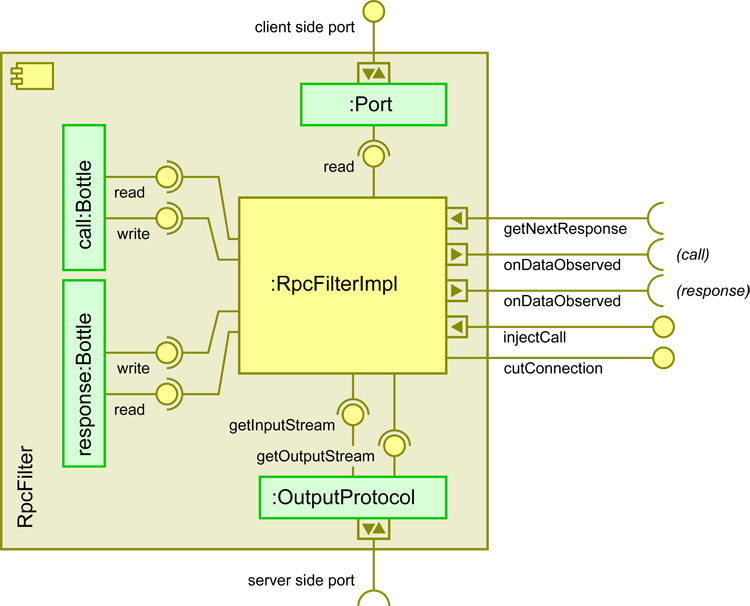 client side port
:Port
read
call:Bottle
read
write
getNextResponse
onDataObserved
(call)
:RpcFilterImpl
onDataObserved
(response)
injectCall
cutConnection
response:Bottle
write
read
getInputStream
getOutputStream
:OutputProtocol
RpcFilter
server side port